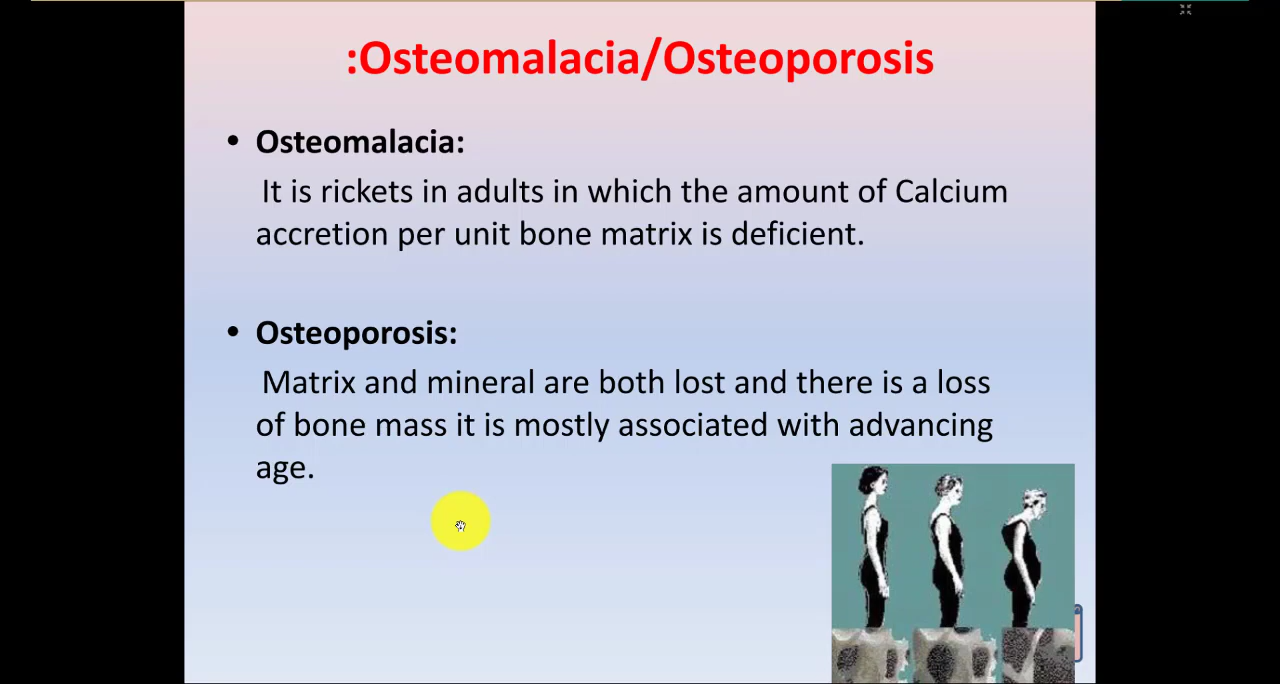 :Osteomalacia/Osteoporosis
• Osteomalacia:
It is rickets in adults in which the amount of Calcium
accretion per unit bone matrix is deficient.
• Osteoporosis:
Matrix and mineral are both lost and there is a loss
of bone mass it is mostly associated with advancing
age.